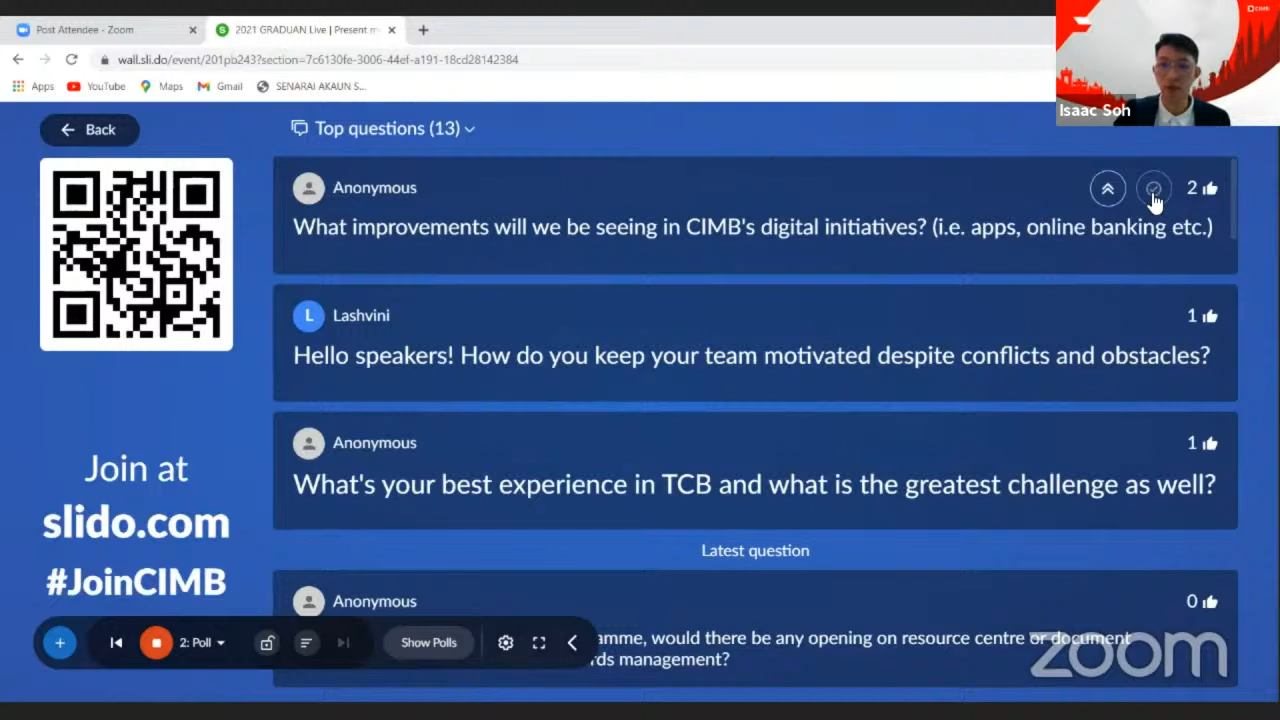 Post Attendee - Zoom
2021 GRADUAN Live | Present m
wall.sli.do/event/201pb243?section=7c6130fe-3006-44ef-a191-18cd28142384
Apps
YouTube
Maps
Gmail
SENARAI AKAUN S...
CIMB
Isaac Soh
Back
Top questions (13)
Anonymous
2
What improvements will we be seeing in CIMB's digital initiatives? (i.e. apps, online banking etc.)
L
Lashvini
1
Hello speakers! How do you keep your team motivated despite conflicts and obstacles?
Anonymous
1
What's your best experience in TCB and what is the greatest challenge as well?
Join at
slido.com
#JoinCIMB
Latest question
Anonymous
0
amme, would there be any opening on resource centre or document
rds management?
2: Poll
Show Polls
zoom